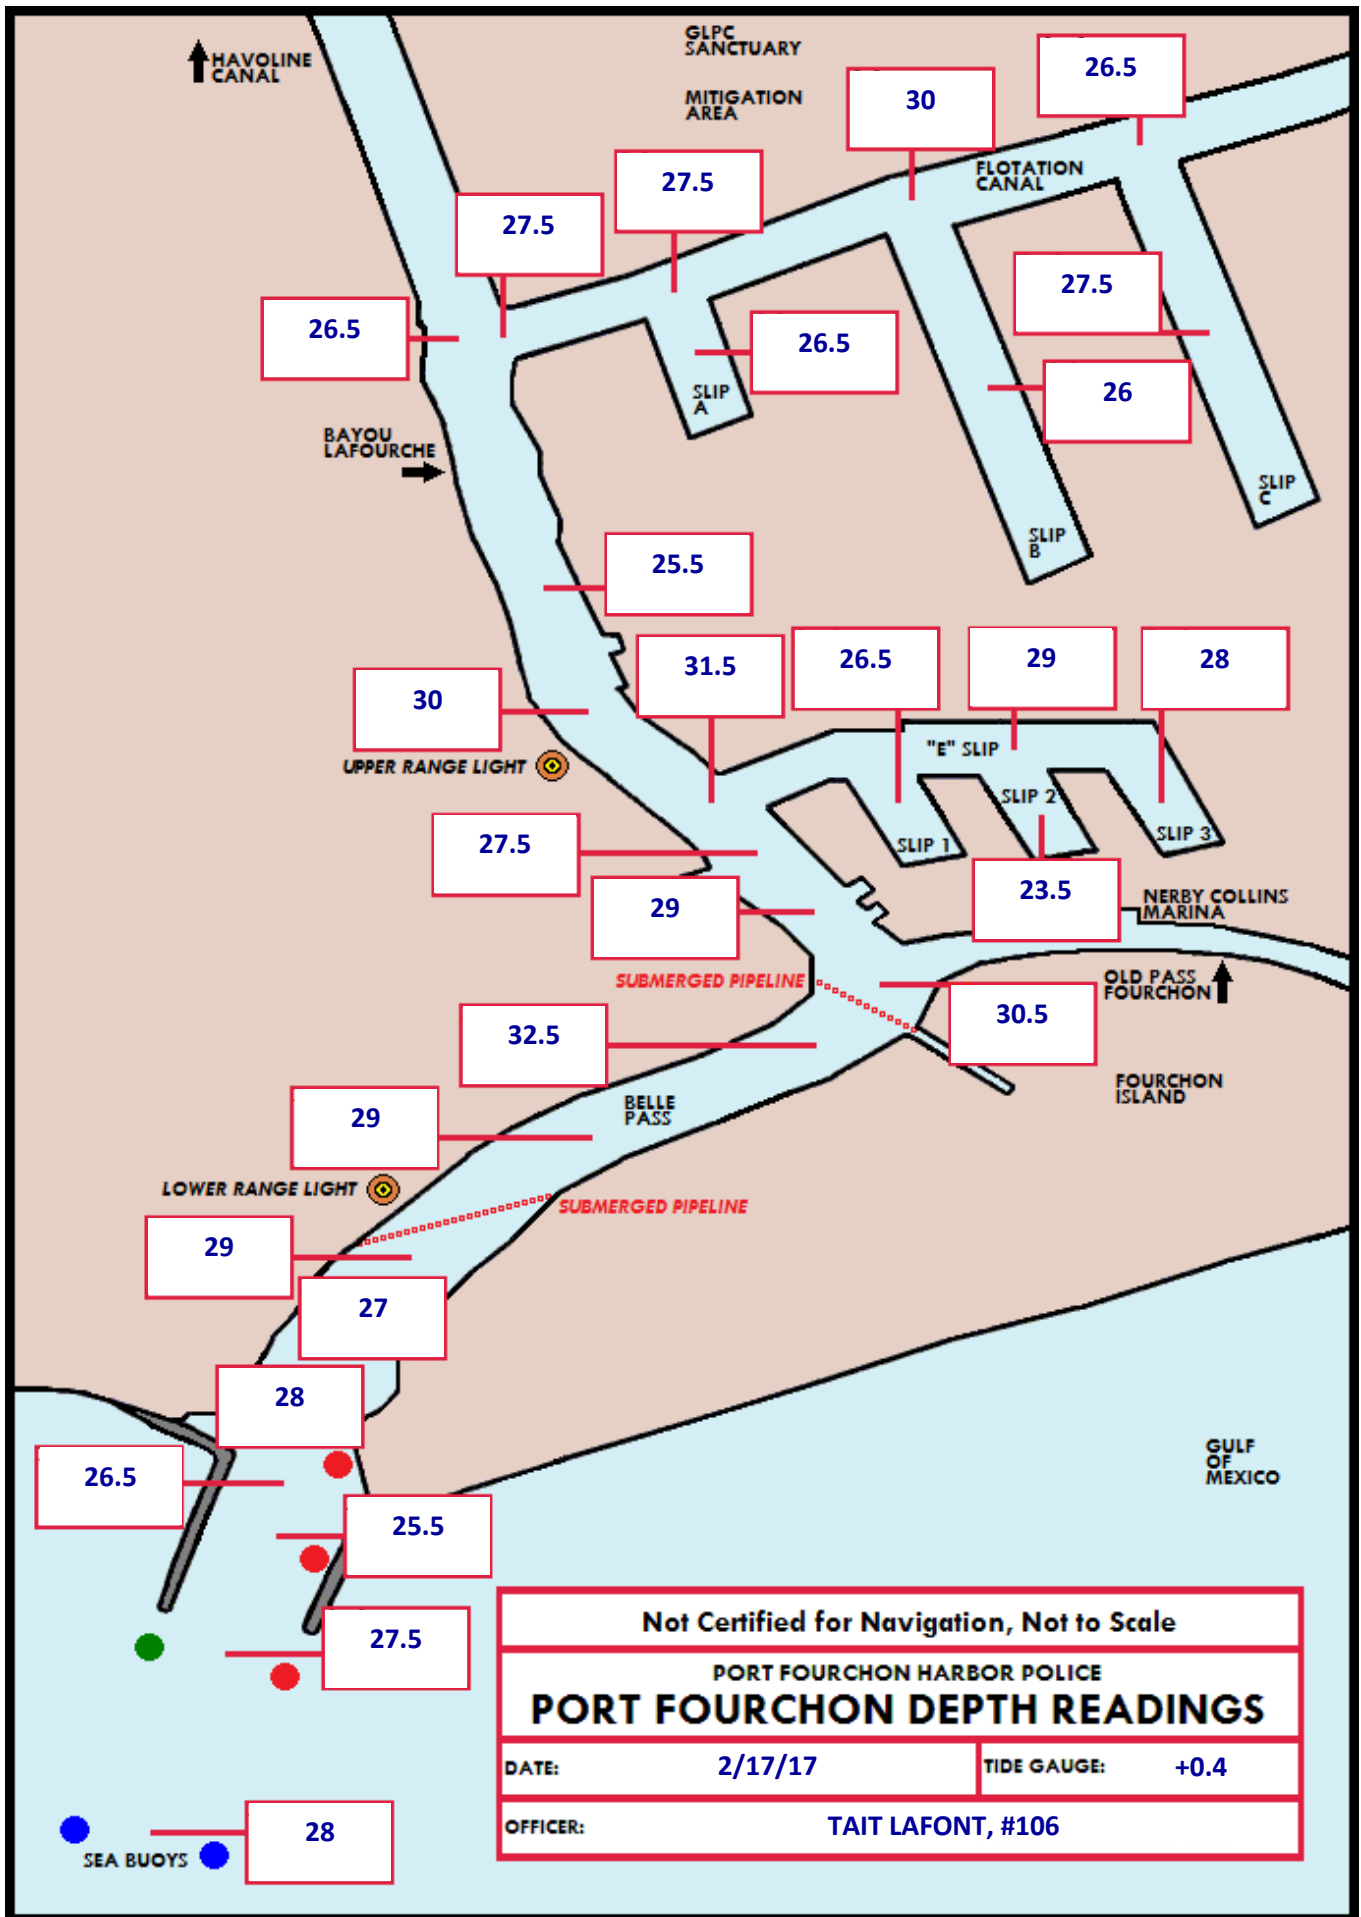 GLPC
SANCTUARY
HAVOLINE
CANAL
26.5
30
MITIGATION
AREA
FLOTATION
CANAL
27.5
27.5
27.5
26.5
26.5
26
SLIP
A
BAYOU
LAFOURCHE
SLIP
C
SLIP
B
25.5
31.5
26.5
29
28
30
"E" SLIP
UPPER RANGE LIGHT
SLIP 2
27.5
SLIP 1
SLIP 3
23.5
NERBY COLLINS
MARINA
29
SUBMERGED PIPELINE
OLD PASS
FOURCHON
30.5
32.5
FOURCHON
ISLAND
BELLE
PASS
29
LOWER RANGE LIGHT
SUBMERGED PIPELINE
29
27
28
GULF
OF
MEXICO
26.5
25.5
27.5
Not Certified for Navigation, Not to Scale
PORT FOURCHON HARBOR POLICE
PORT FOURCHON DEPTH READINGS
DATE: 2/17/17 TIDE GAUGE: +0.4
OFFICER: TAIT LAFONT, #106
28
SEA BUOYS